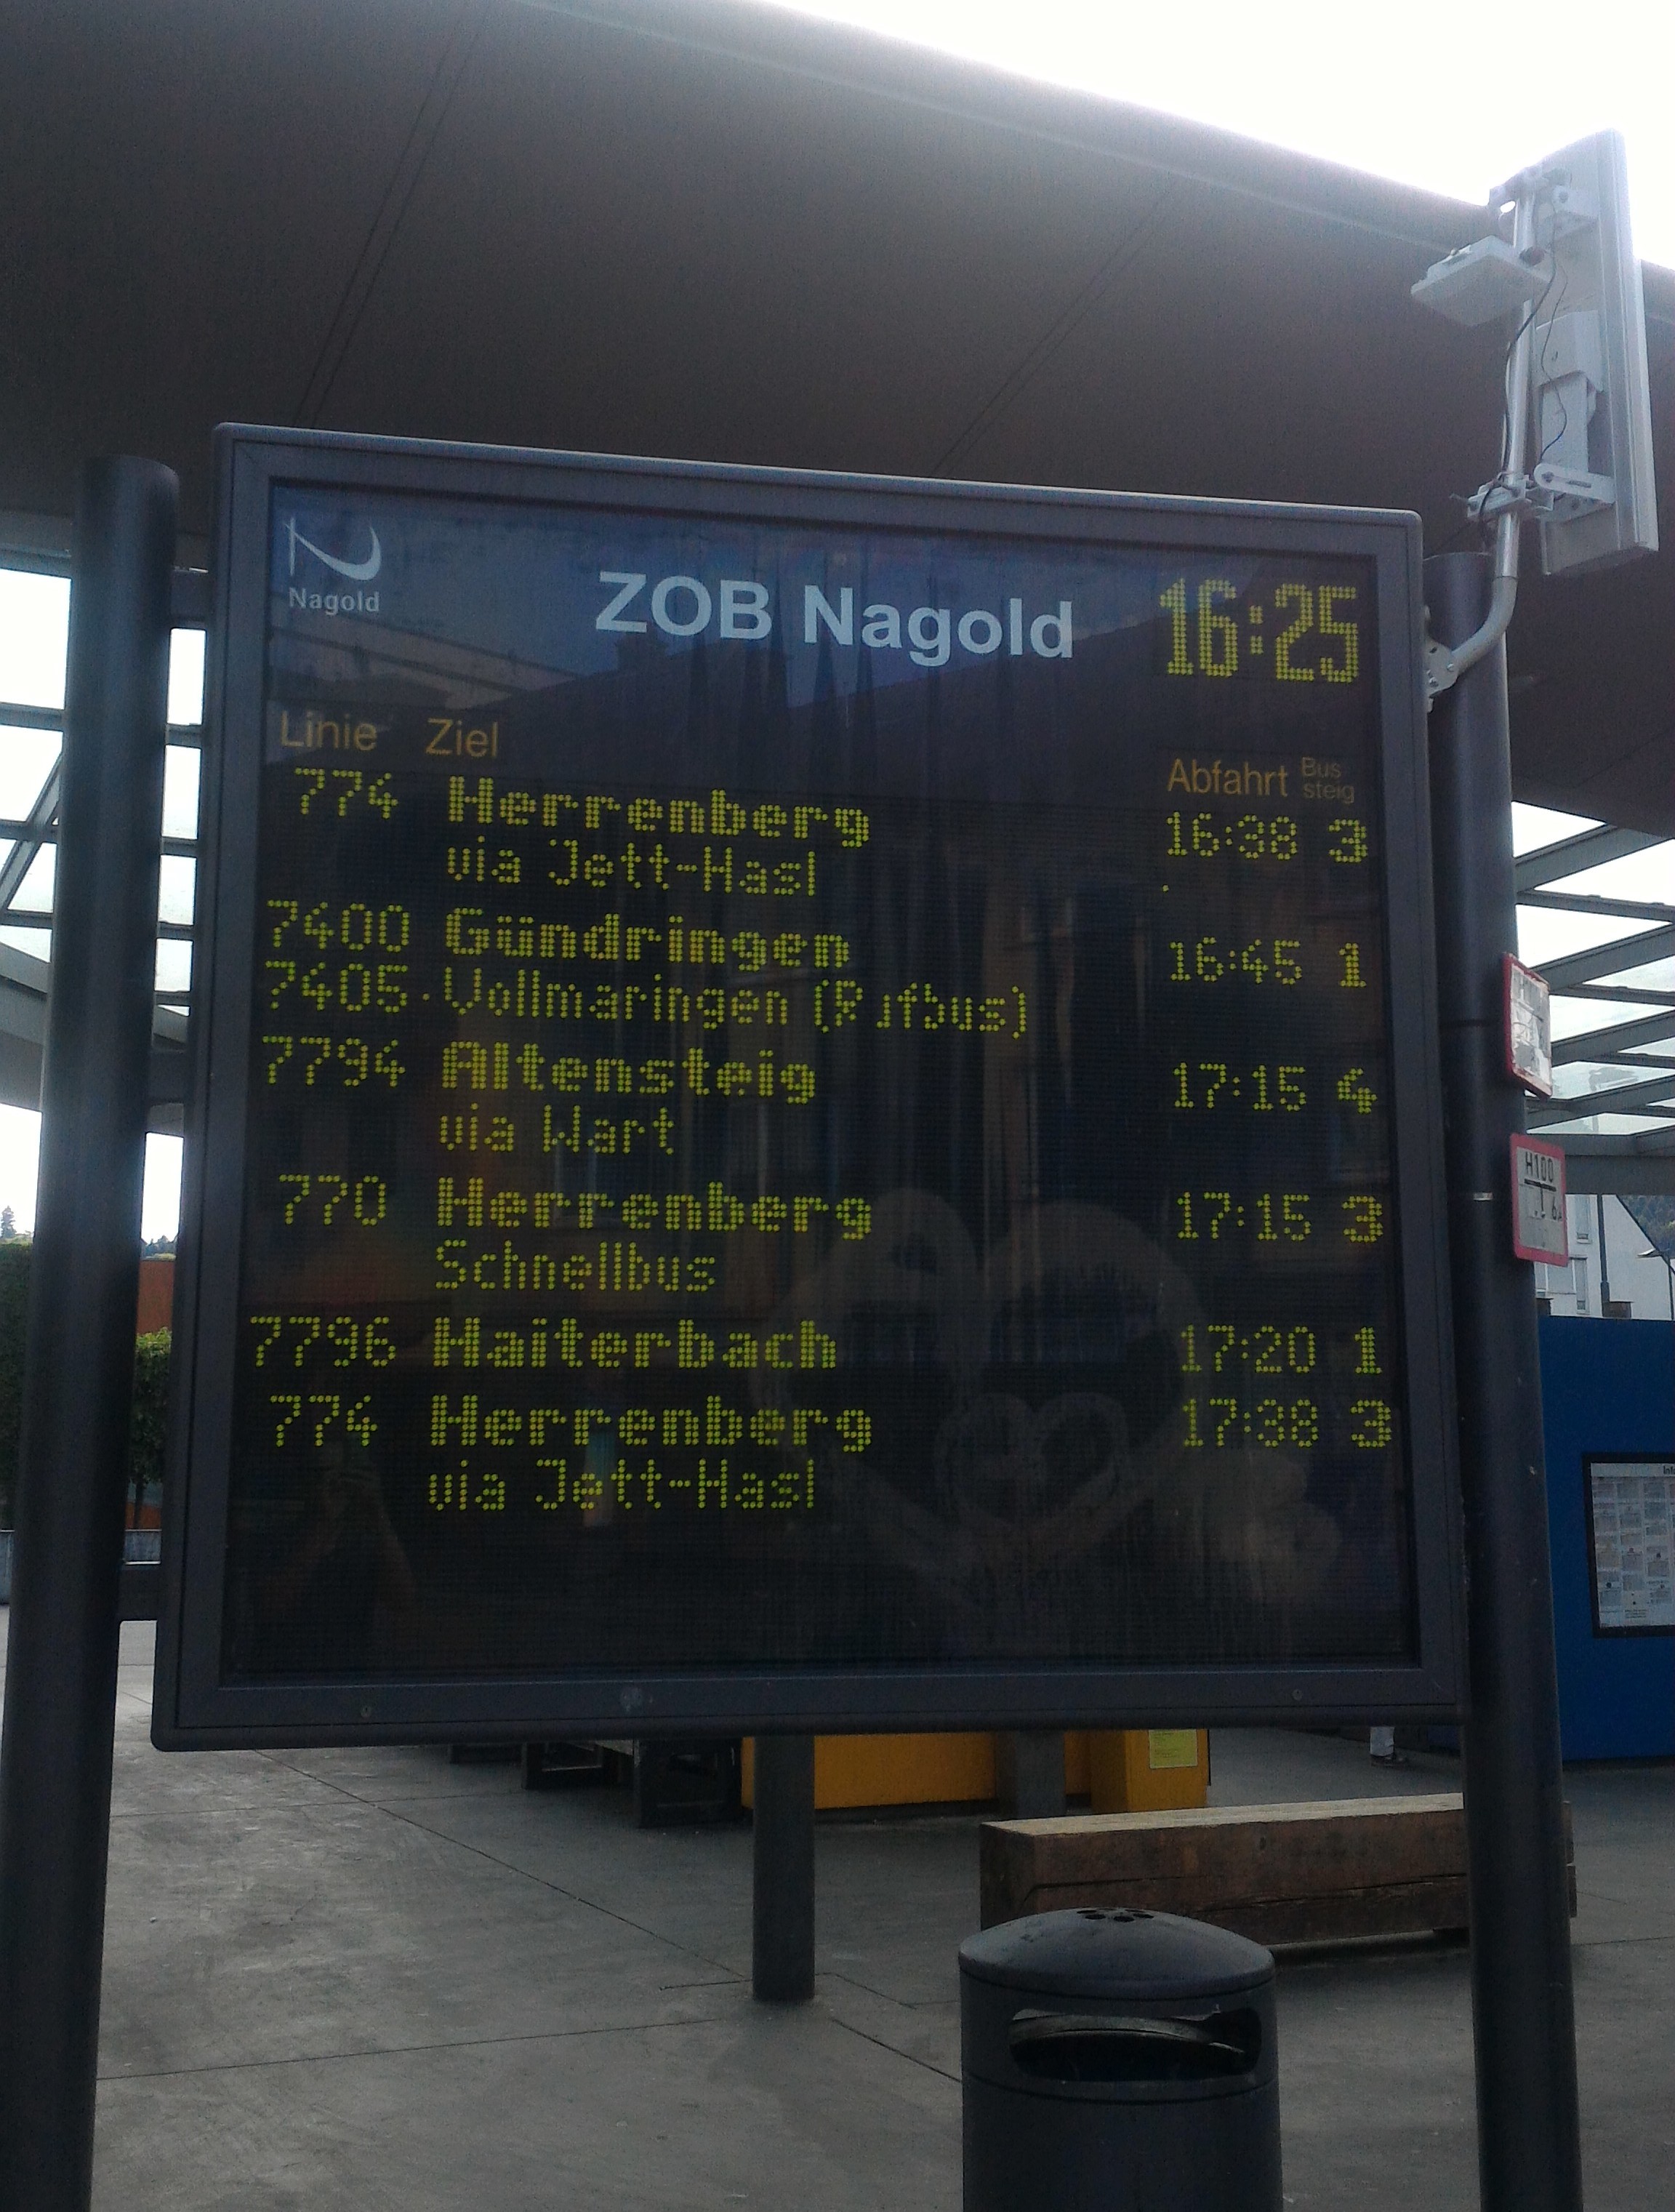 Nagold
ZOB Nagold 16:25
Linie Ziel Abfahrt Bus steig
774 Herrenberg 16:38 3
via Jett-Hasl
7400 Gündringen 16:45 1
7405 Vollmaringen (Rufbus)
7794 Altensteig 17:15 4
via Wart
770 Herrenberg 17:15 3
Schnellbus
7796 Haiterbach 17:20 1
774 Herrenberg 17:38 3
via Jett-Hasl
H100